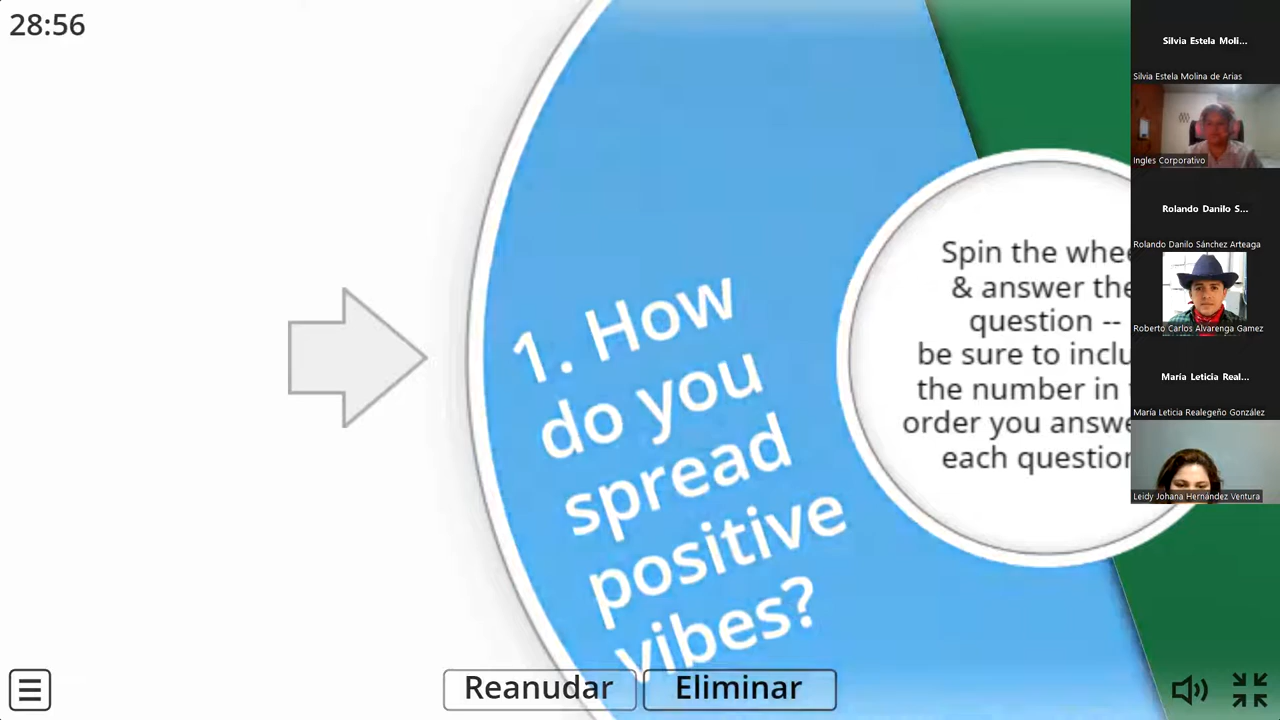 28:56
1. How
do you
spread
positive
vibes?
Spin the whee
& answer the
question --
be sure to inclu
the number in
order you answe
each question
Silvia Estela Moli...
Silvia Estela Molina de Arias
Ingles Corporativo
Rolando Danilo S...
Rolando Danilo Sánchez Arteaga
Roberto Carlos Alvarenga Gamez
María Leticia Real...
María Leticia Realegeño González
Leidy Johana Hernández Ventura
Reanudar
Eliminar